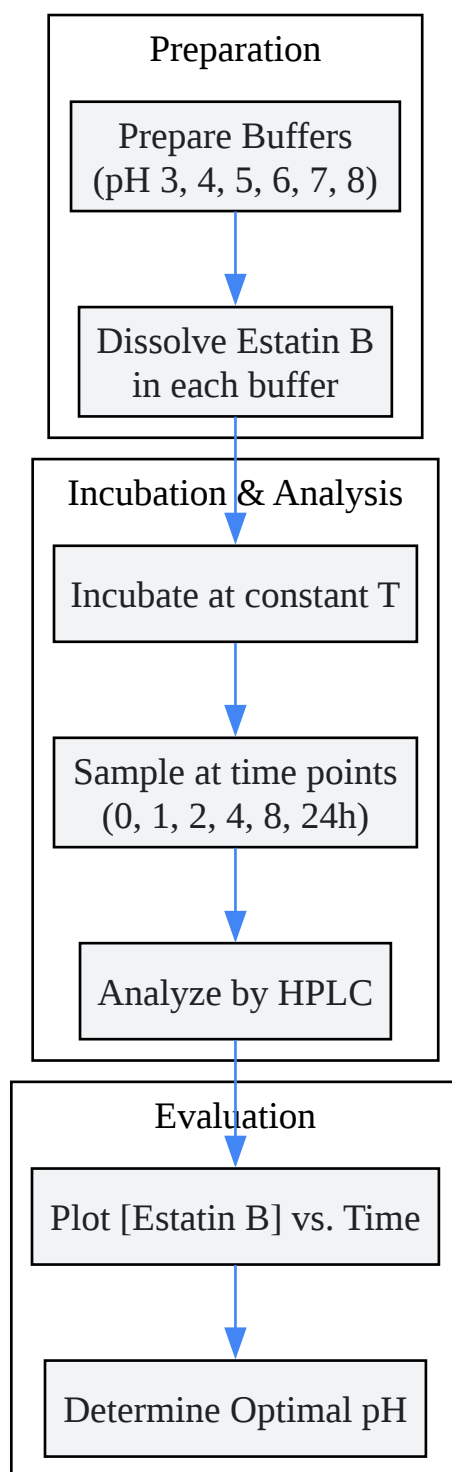 Preparation
Prepare Buffers
(pH 3, 4, 5, 6, 7, 8)
Dissolve Estatin B
in each buffer
Incubation & Analysis
Incubate at constant T
Sample at time points
(0, 1, 2, 4, 8, 24h)
Analyze by HPLC
Evaluation
Plot [Estatin B] vs. Time
Determine Optimal pH